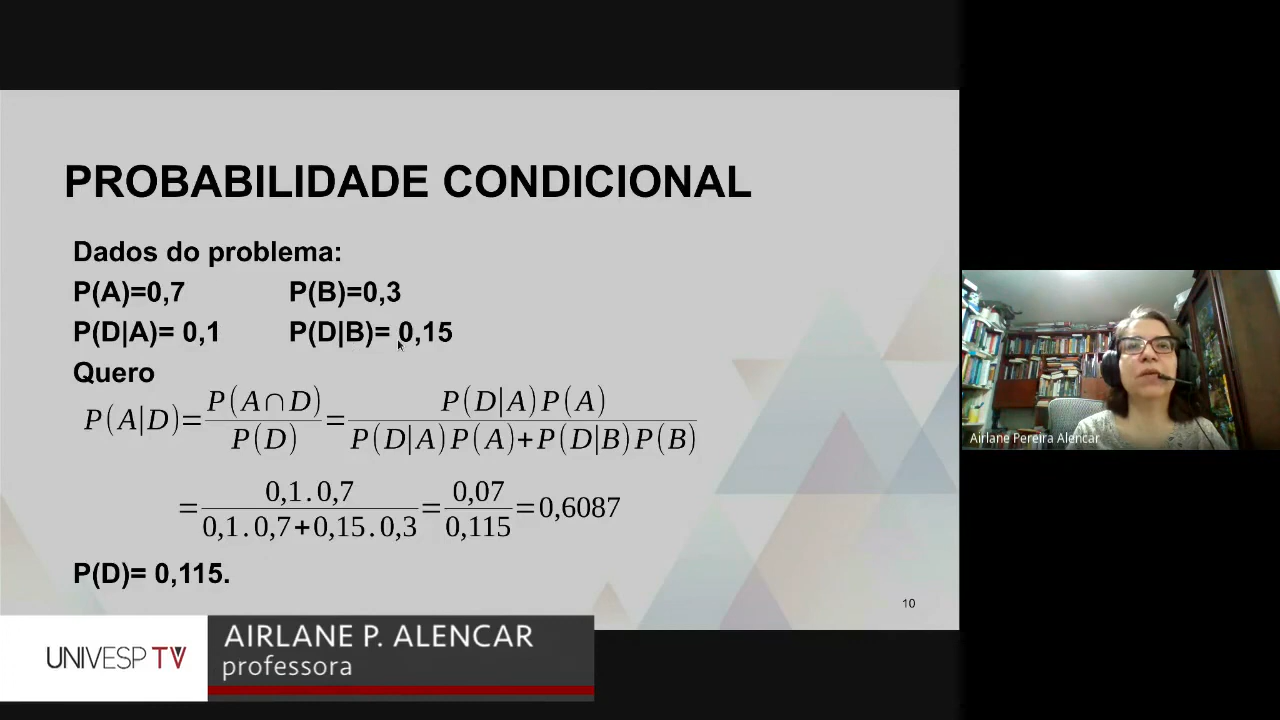 PROBABILIDADE CONDICIONAL
Dados do problema:
P(A)=0,7 P(B)=0,3
P(D|A)= 0,1 P(D|B)= 0,15
Quero
P(A|D)=P(A∩D)/P(D)=P(D|A)P(A)/P(D|A)P(A)+P(D|B)P(B)
=0,1.0,7/0,1.0,7+0,15.0,3=0,07/0,115=0,6087
P(D)= 0,115.
10
Airlane Pereira Alencar
UNIVESP TV
AIRLANE P. ALENCAR
professora